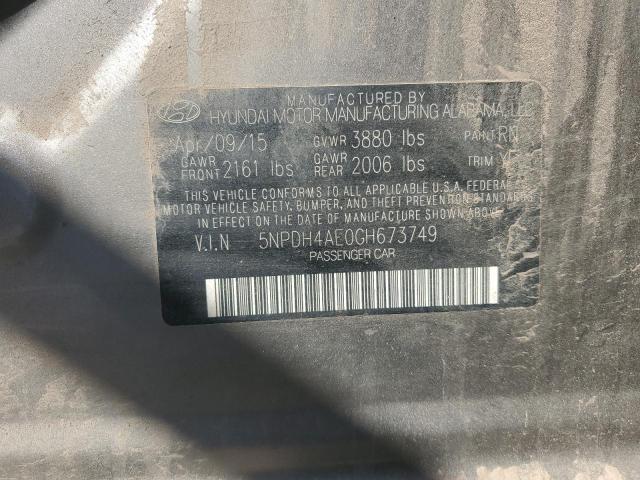 MANUFACTURED BY
HYUNDAI MOTOR MANUFACTURING ALABAMA, LLC
Apr/09/15 GVWR 3880 lbs PAINT RN
GAWR FRONT 2161 lbs GAWR REAR 2006 lbs TRIM
THIS VEHICLE CONFORMS TO ALL APPLICABLE U.S.A. FEDERAL
MOTOR VEHICLE SAFETY, BUMPER, AND THEFT PREVENTION STANDARDS
IN EFFECT ON THE DATE OF MANUFACTURE SHOWN ABOVE.
V.I.N 5NPDH4AE0GH673749
PASSENGER CAR